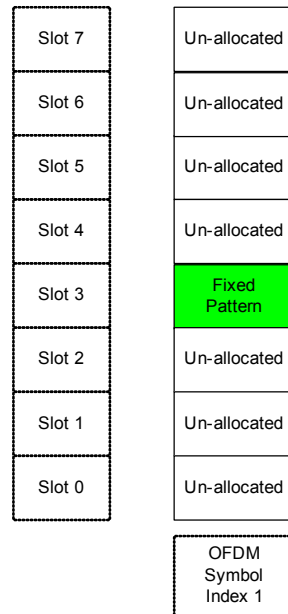 Slot 7 Un-allocated
Slot 6 Un-allocated
Slot 5 Un-allocated
Slot 4 Un-allocated
Slot 3 Fixed
Pattern
Slot 2 Un-allocated
Slot 1 Un-allocated
Slot 0 Un-allocated
OFDM
Symbol
Index 1